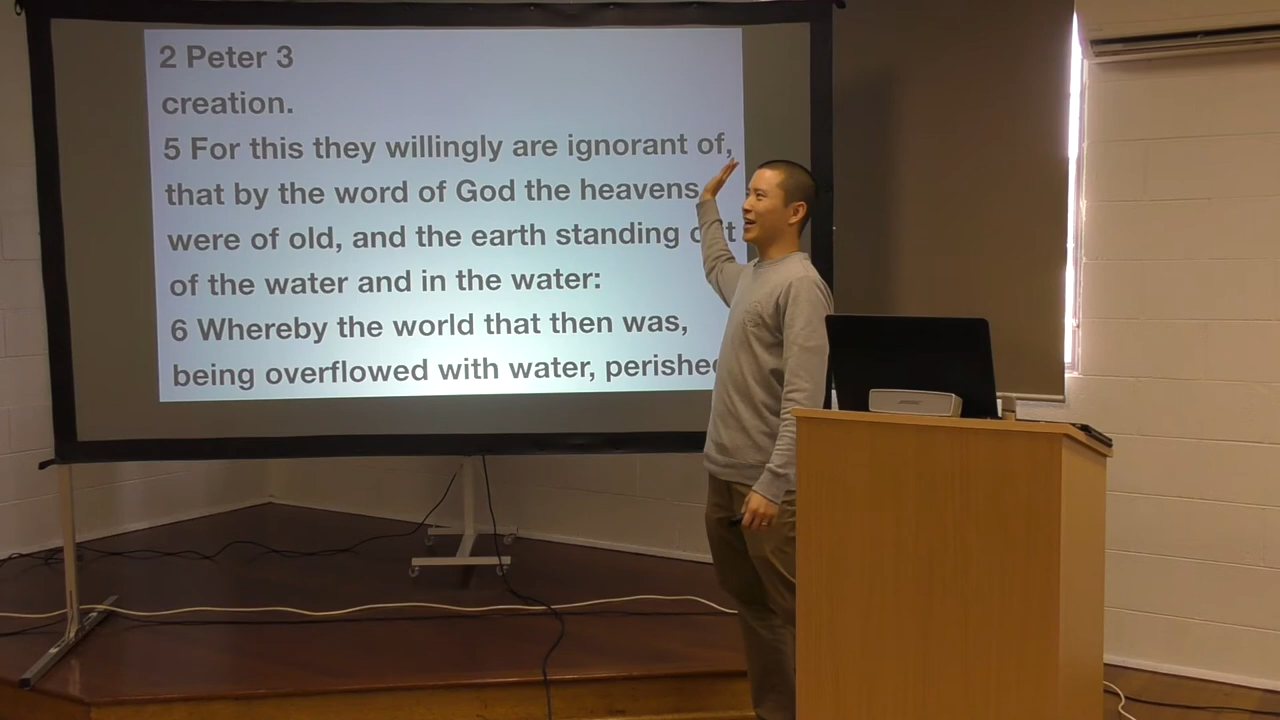 2 Peter 3
creation.
5 For this they willingly are ignorant of,
that by the word of God the heavens
were of old, and the earth standing
of the water and in the water:
6 Whereby the world that then was,
being overflowed with water,
BOSE